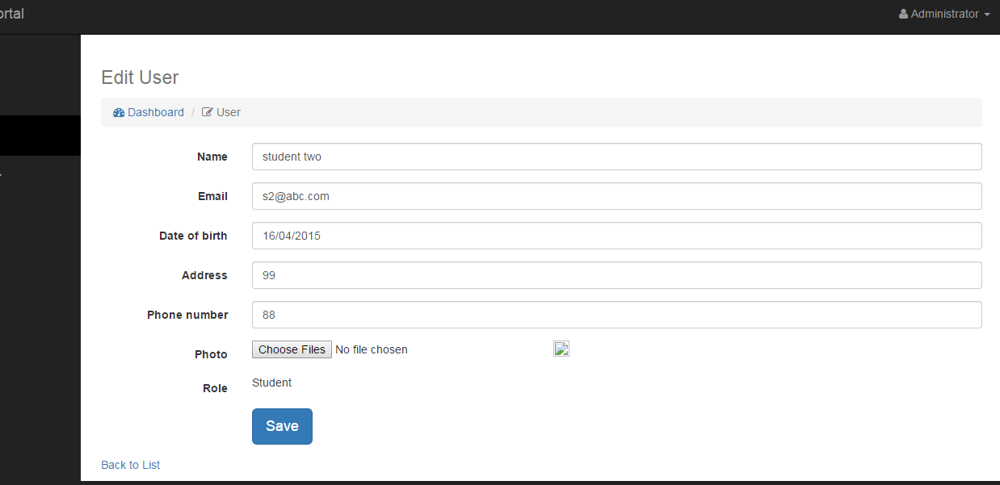 ortal
Administrator
Edit User
Dashboard / User
Name student two
Email s2@abc.com
Date of birth 16/04/2015
Address 99
Phone number 88
Photo Choose Files No file chosen
Role Student
Save
Back to List